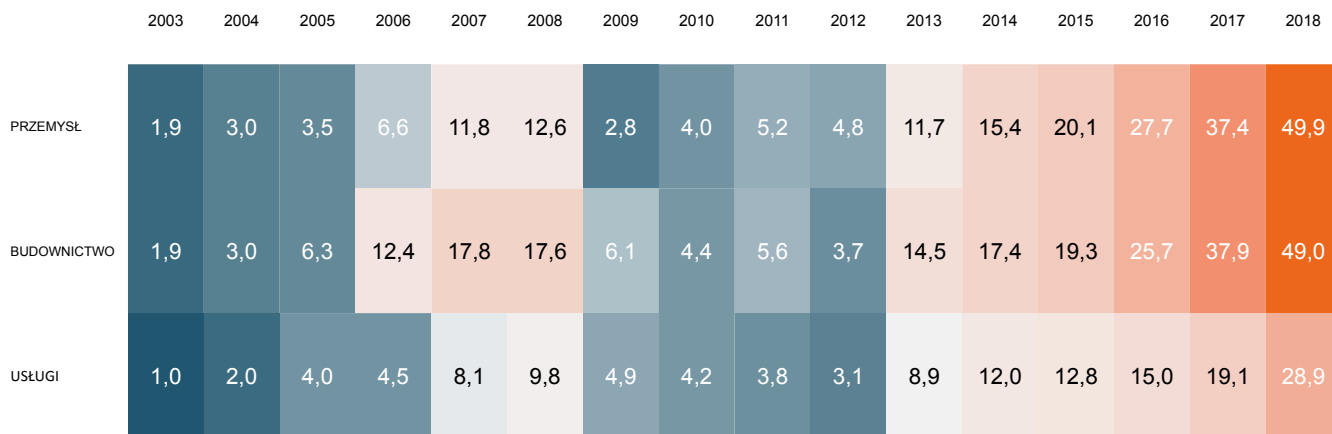 2003 2004 2005 2006 2007 2008 2009 2010 2011 2012 2013 2014 2015 2016 2017 2018
PRZEMYSŁ 1,9 3,0 3,5 6,6 11,8 12,6 2,8 4,0 5,2 4,8 11,7 15,4 20,1 27,7 37,4 49,9
BUDOWNICTWO 1,9 3,0 6,3 12,4 17,8 17,6 6,1 4,4 5,6 3,7 14,5 17,4 19,3 25,7 37,9 49,0
USŁUGI 1,0 2,0 4,0 4,5 8,1 9,8 4,9 4,2 3,8 3,1 8,9 12,0 12,8 15,0 19,1 28,9